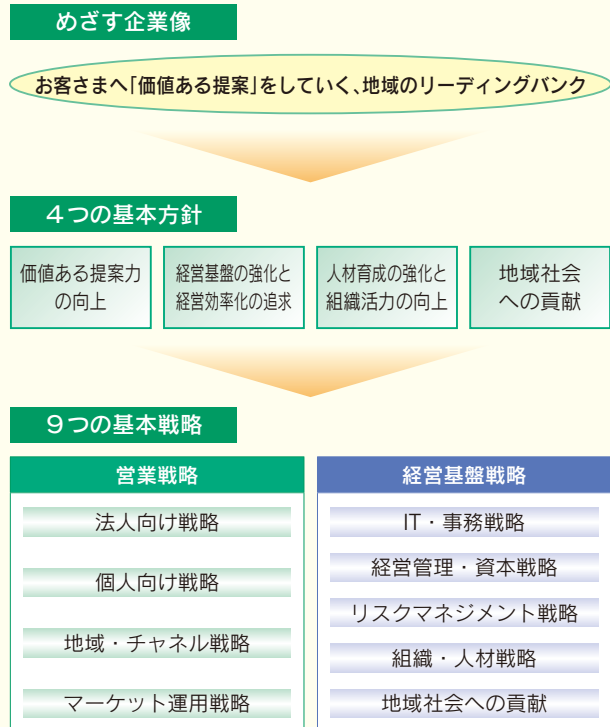 めざす企業像
お客さまへ「価値ある提案」をしていく、地域のリーディングバンク
4つの基本方針
価値ある提案力
の向上
経営基盤の強化と
経営効率化の追求
人材育成の強化と
組織活力の向上
地域社会
への貢献
9つの基本戦略
営業戦略
法人向け戦略
個人向け戦略
地域・チャネル戦略
マーケット運用戦略
経営基盤戦略
IT・事務戦略
経営管理・資本戦略
リスクマネジメント戦略
組織・人材戦略
地域社会への貢献